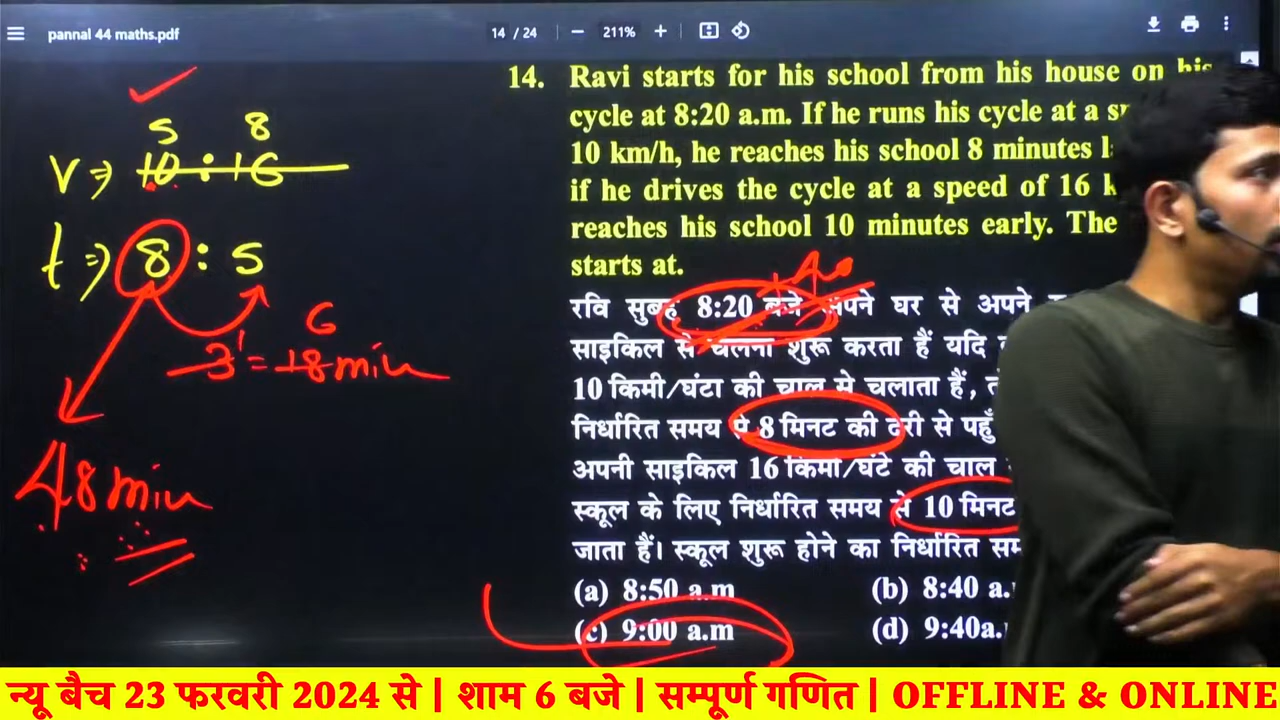 pannal 44 maths.pdf
14 / 24
211%
14. Ravi starts for his school from his house on his
cycle at 8:20 a.m. If he runs his cycle at a
10 km/h, he reaches his school 8 minutes
if he drives the cycle at a speed of 16
reaches his school 10 minutes early. The
starts at.
रवि सुबह 8:20 बजे अपने घर से अपने
साइकिल से चलना शुरू करता हैं यदि
10 किमी/घंटा की चाल से चलाता हैं,
निर्धारित समय से 8 मिनट की देरी से
अपनी साइकिल 16 किमी/घंटे की चाल
स्कूल के लिए निर्धारित समय से 10 मिनट
जाता हैं। स्कूल शुरू होने का निर्धारित
(a) 8:50 a.m
(b) 8:40
(c) 9:00 a.m
(d) 9:40a.
5 8
V ⇒ 10 : 16
t ⇒ 8 : 5
6
3 = 18 min
48 min
न्यू बैच 23 फरवरी 2024 से | शाम 6 बजे | सम्पूर्ण गणित | OFFLINE & ONLINE